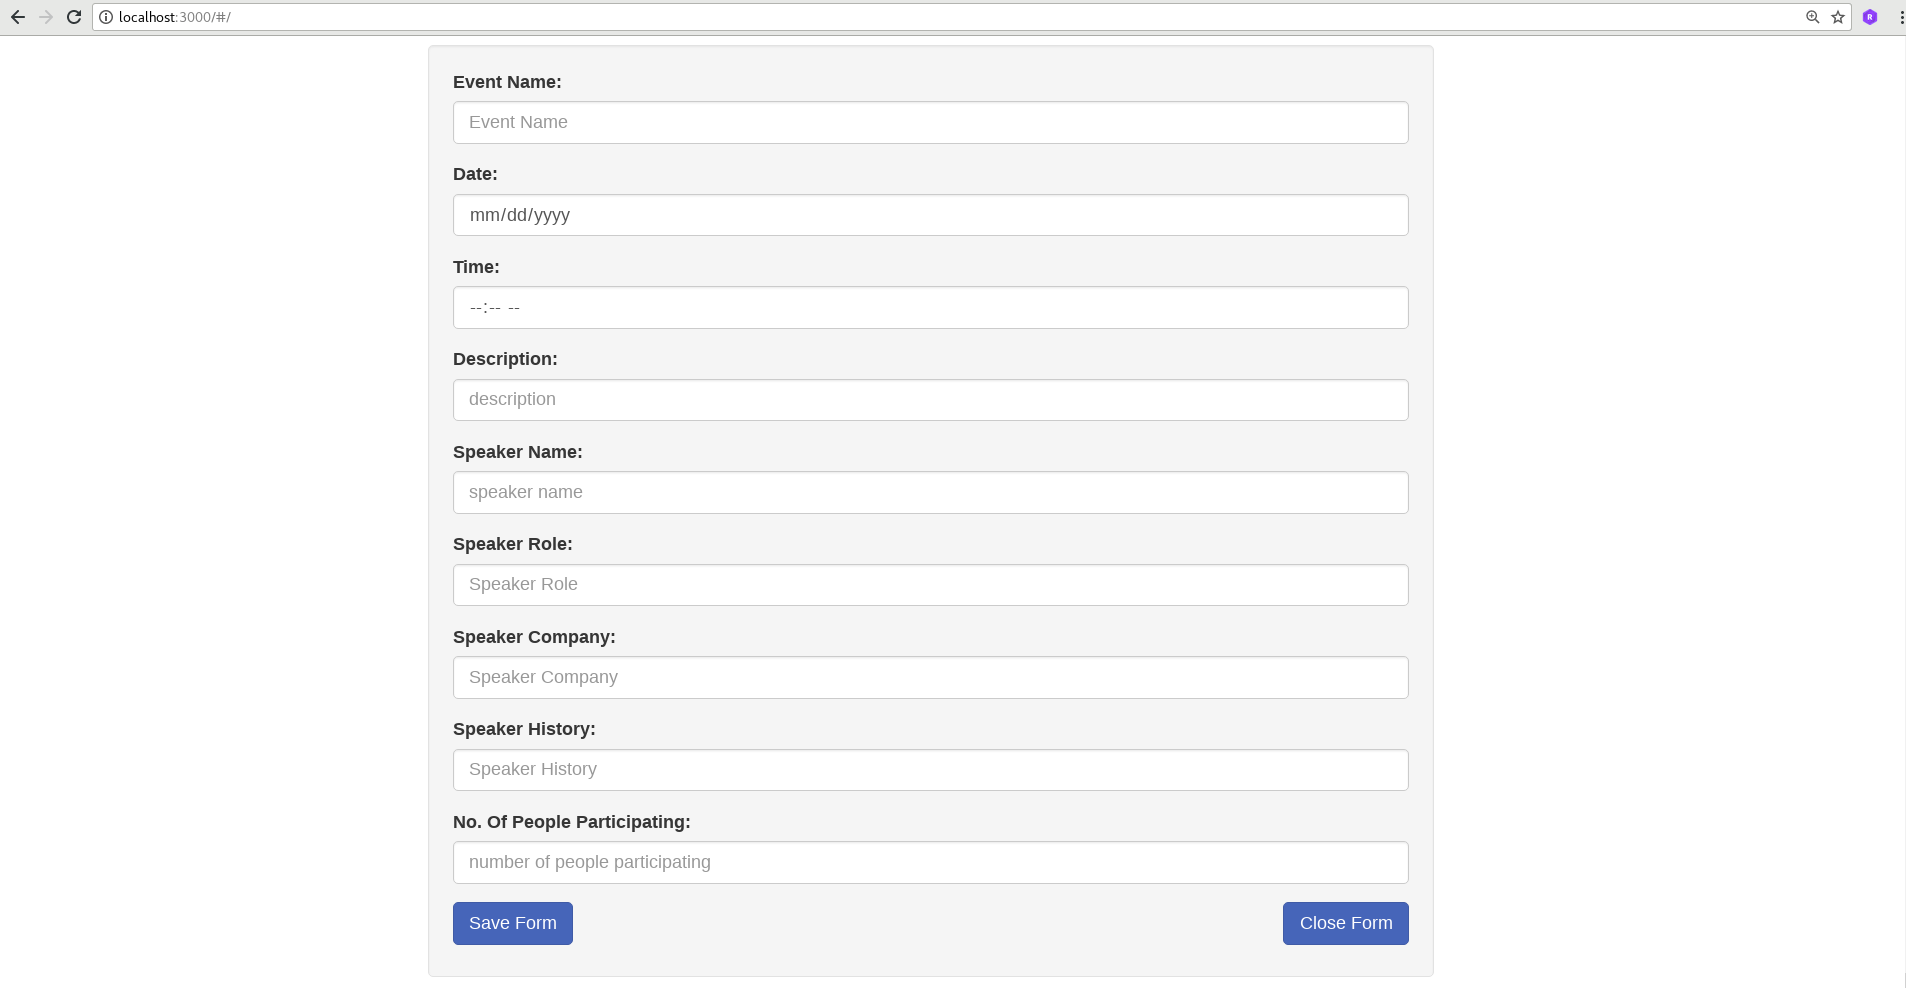 localhost:3000/#/
R
Event Name:
Event Name
Date:
mm/dd/yyyy
Time:
--:-- --
Description:
description
Speaker Name:
speaker name
Speaker Role:
Speaker Role
Speaker Company:
Speaker Company
Speaker History:
Speaker History
No. Of People Participating:
number of people participating
Save Form Close Form